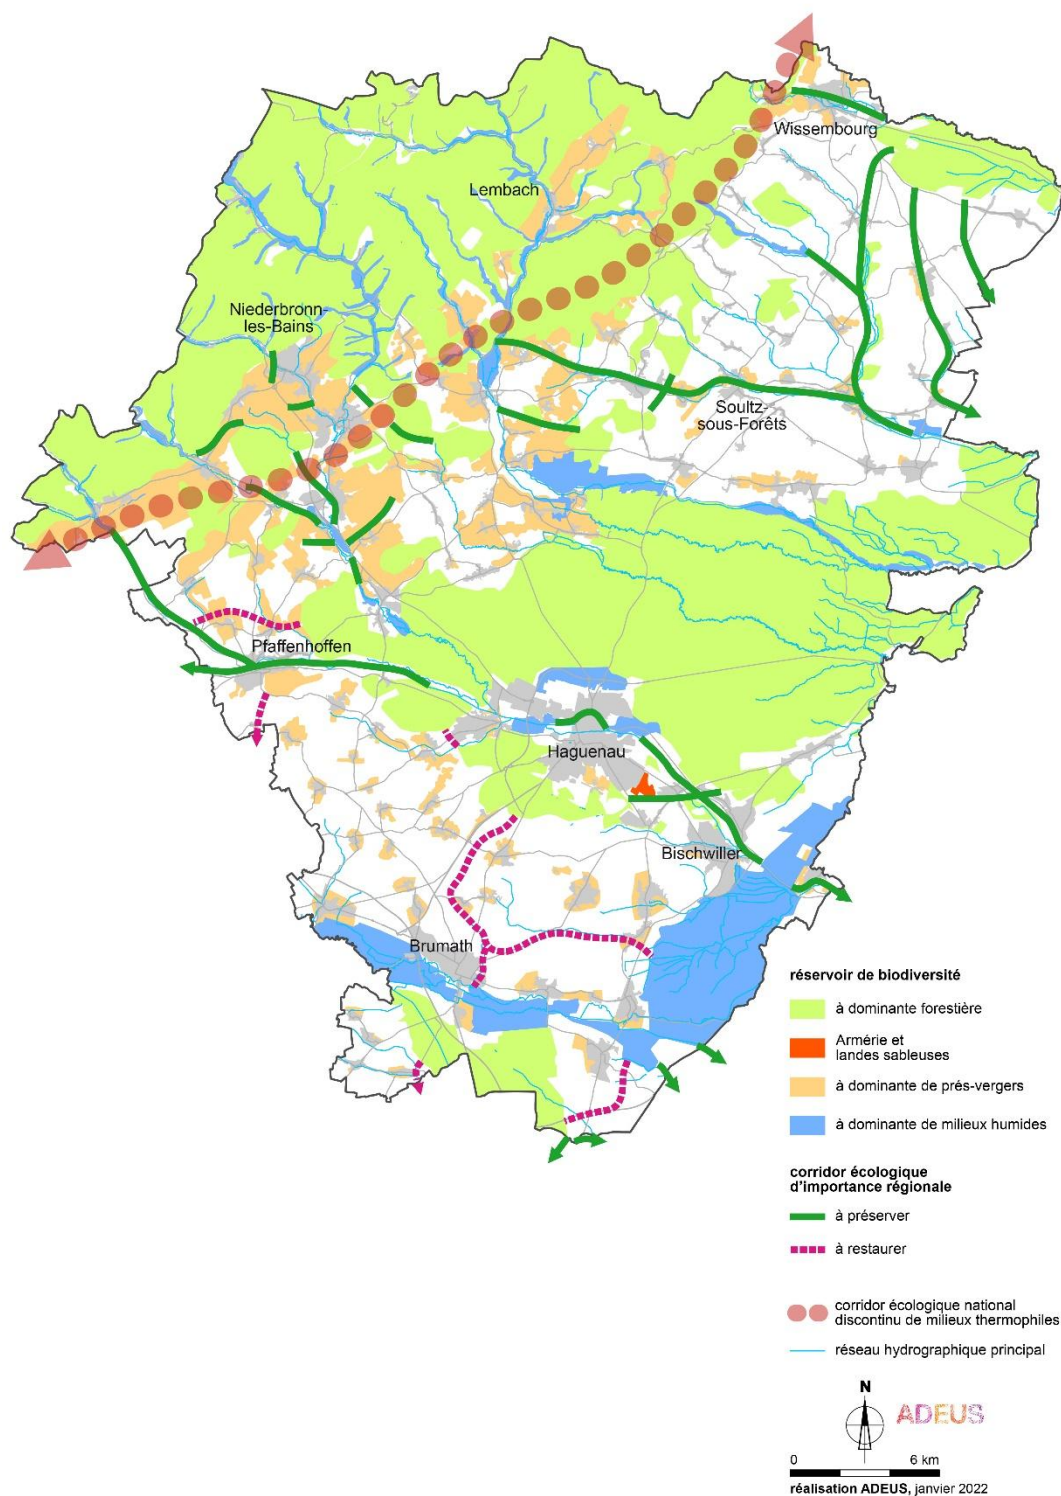 Wissembourg
Lembach
Niederbronn-
les-Bains
Soultz-
sous-Forêts
Pfaffenhoffen
Haguenau
Bischwiller
Brumath
réservoir de biodiversité
à dominante forestière
Armérie et
landes sableuses
à dominante de prés-vergers
à dominante de milieux humides
corridor écologique
d'importance régionale
à préserver
à restaurer
corridor écologique national
discontinu de milieux thermophiles
réseau hydrographique principal
N
ADEUS
0 6 km
réalisation ADEUS, janvier 2022